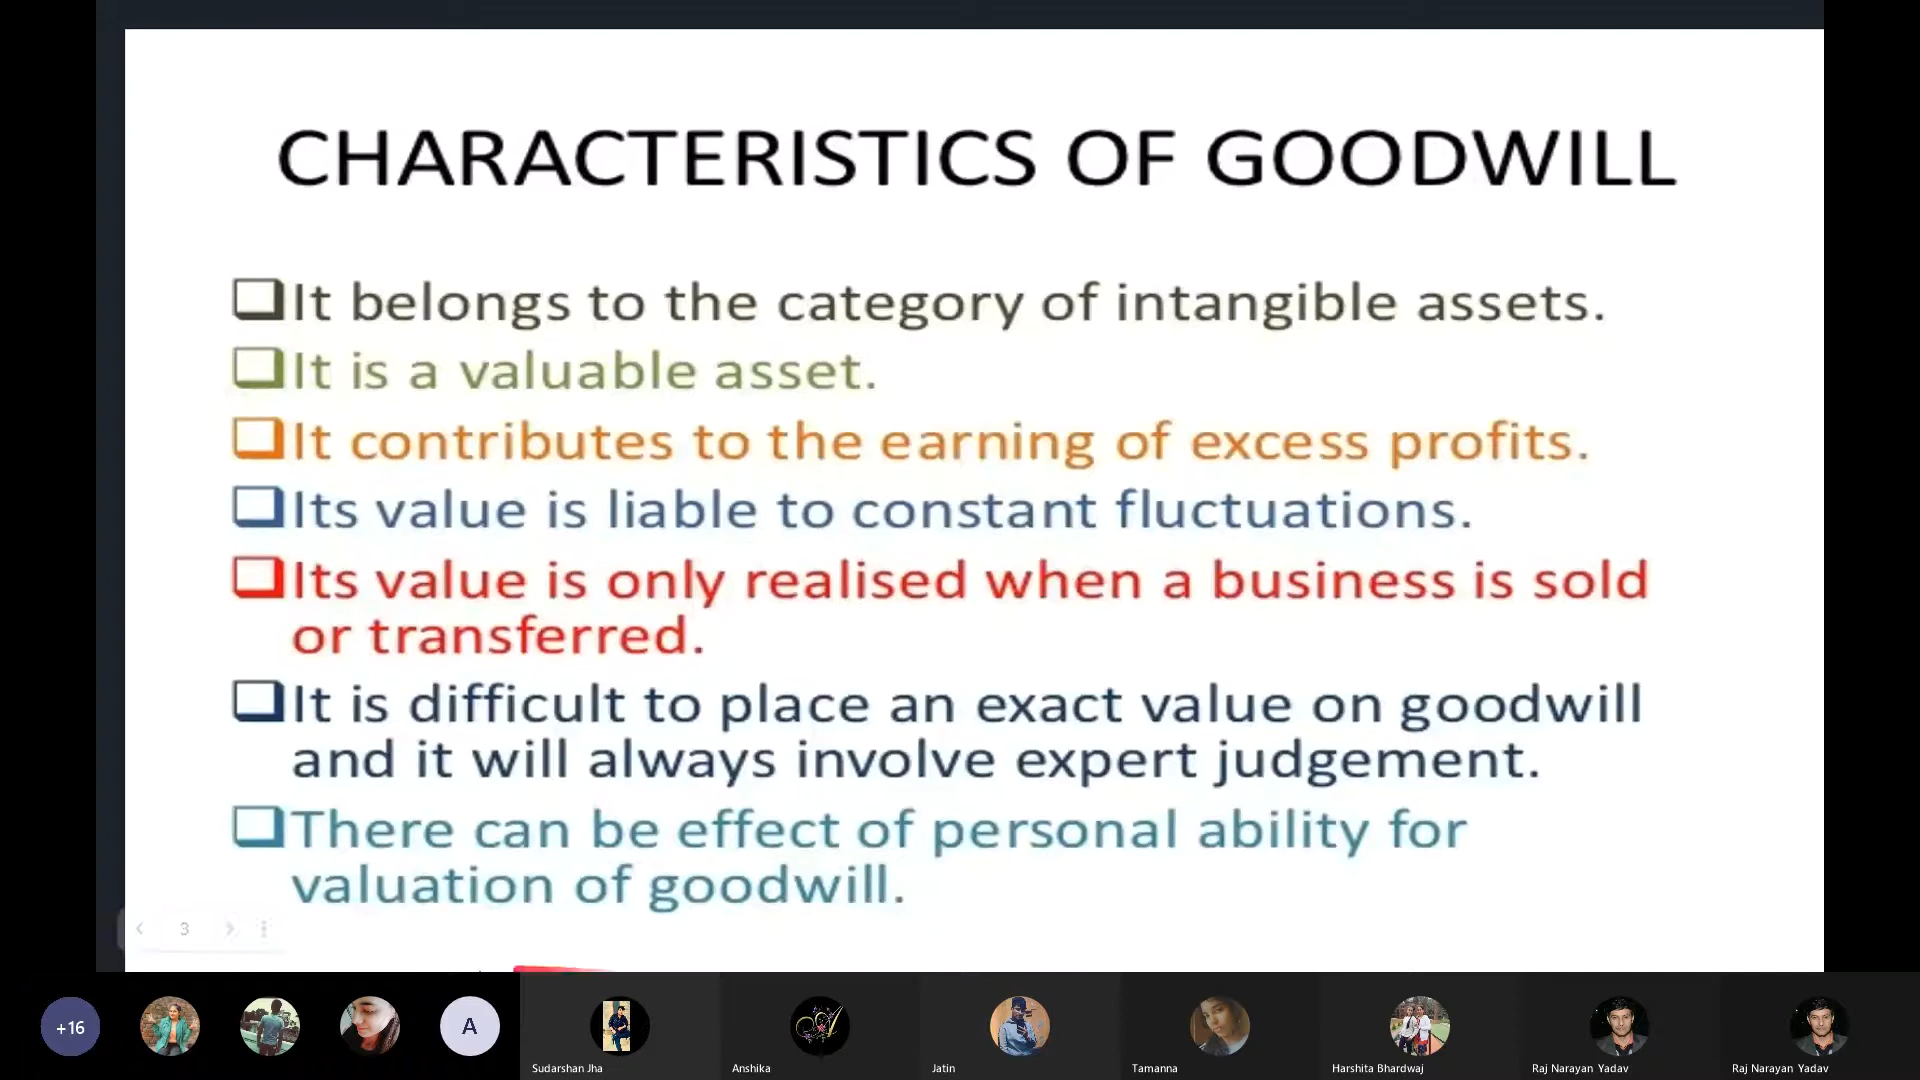 CHARACTERISTICS OF GOODWILL
It belongs to the category of intangible assets.
It is a valuable asset.
It contributes to the earning of excess profits.
Its value is liable to constant fluctuations.
Its value is only realised when a business is sold
or transferred.
It is difficult to place an exact value on goodwill
and it will always involve expert judgement.
There can be effect of personal ability for
valuation of goodwill.
3
+16
A
Sudarshan Jha
Anshika
Jatin
Tamanna
Harshita Bhardwaj
Raj Narayan Yadav
Raj Narayan Yadav